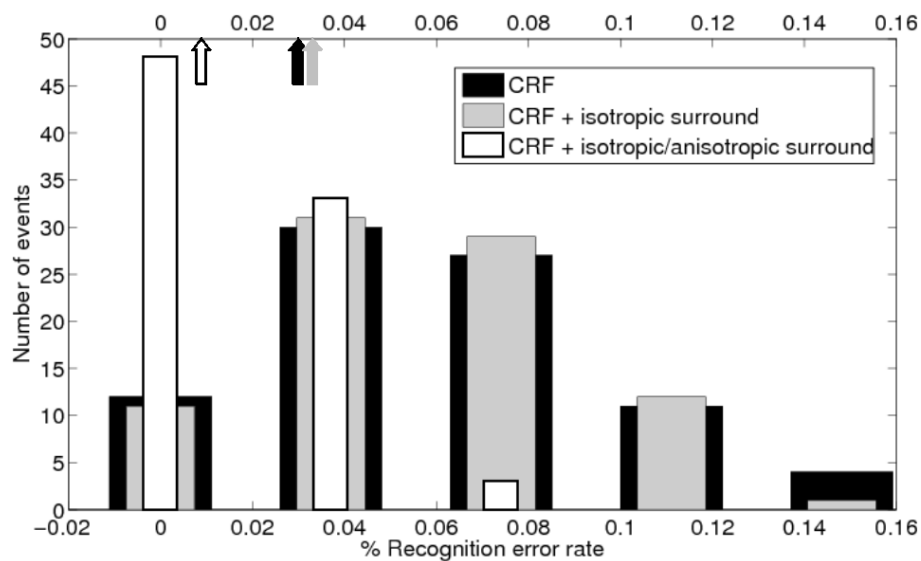 0 0.02 0.04 0.06 0.08 0.1 0.12 0.14 0.16
50
45
40
35
30
25
20
15
10
5
0
Number of events
CRF
CRF + isotropic surround
CRF + isotropic/anisotropic surround
−0.02 0 0.02 0.04 0.06 0.08 0.1 0.12 0.14 0.16
% Recognition error rate